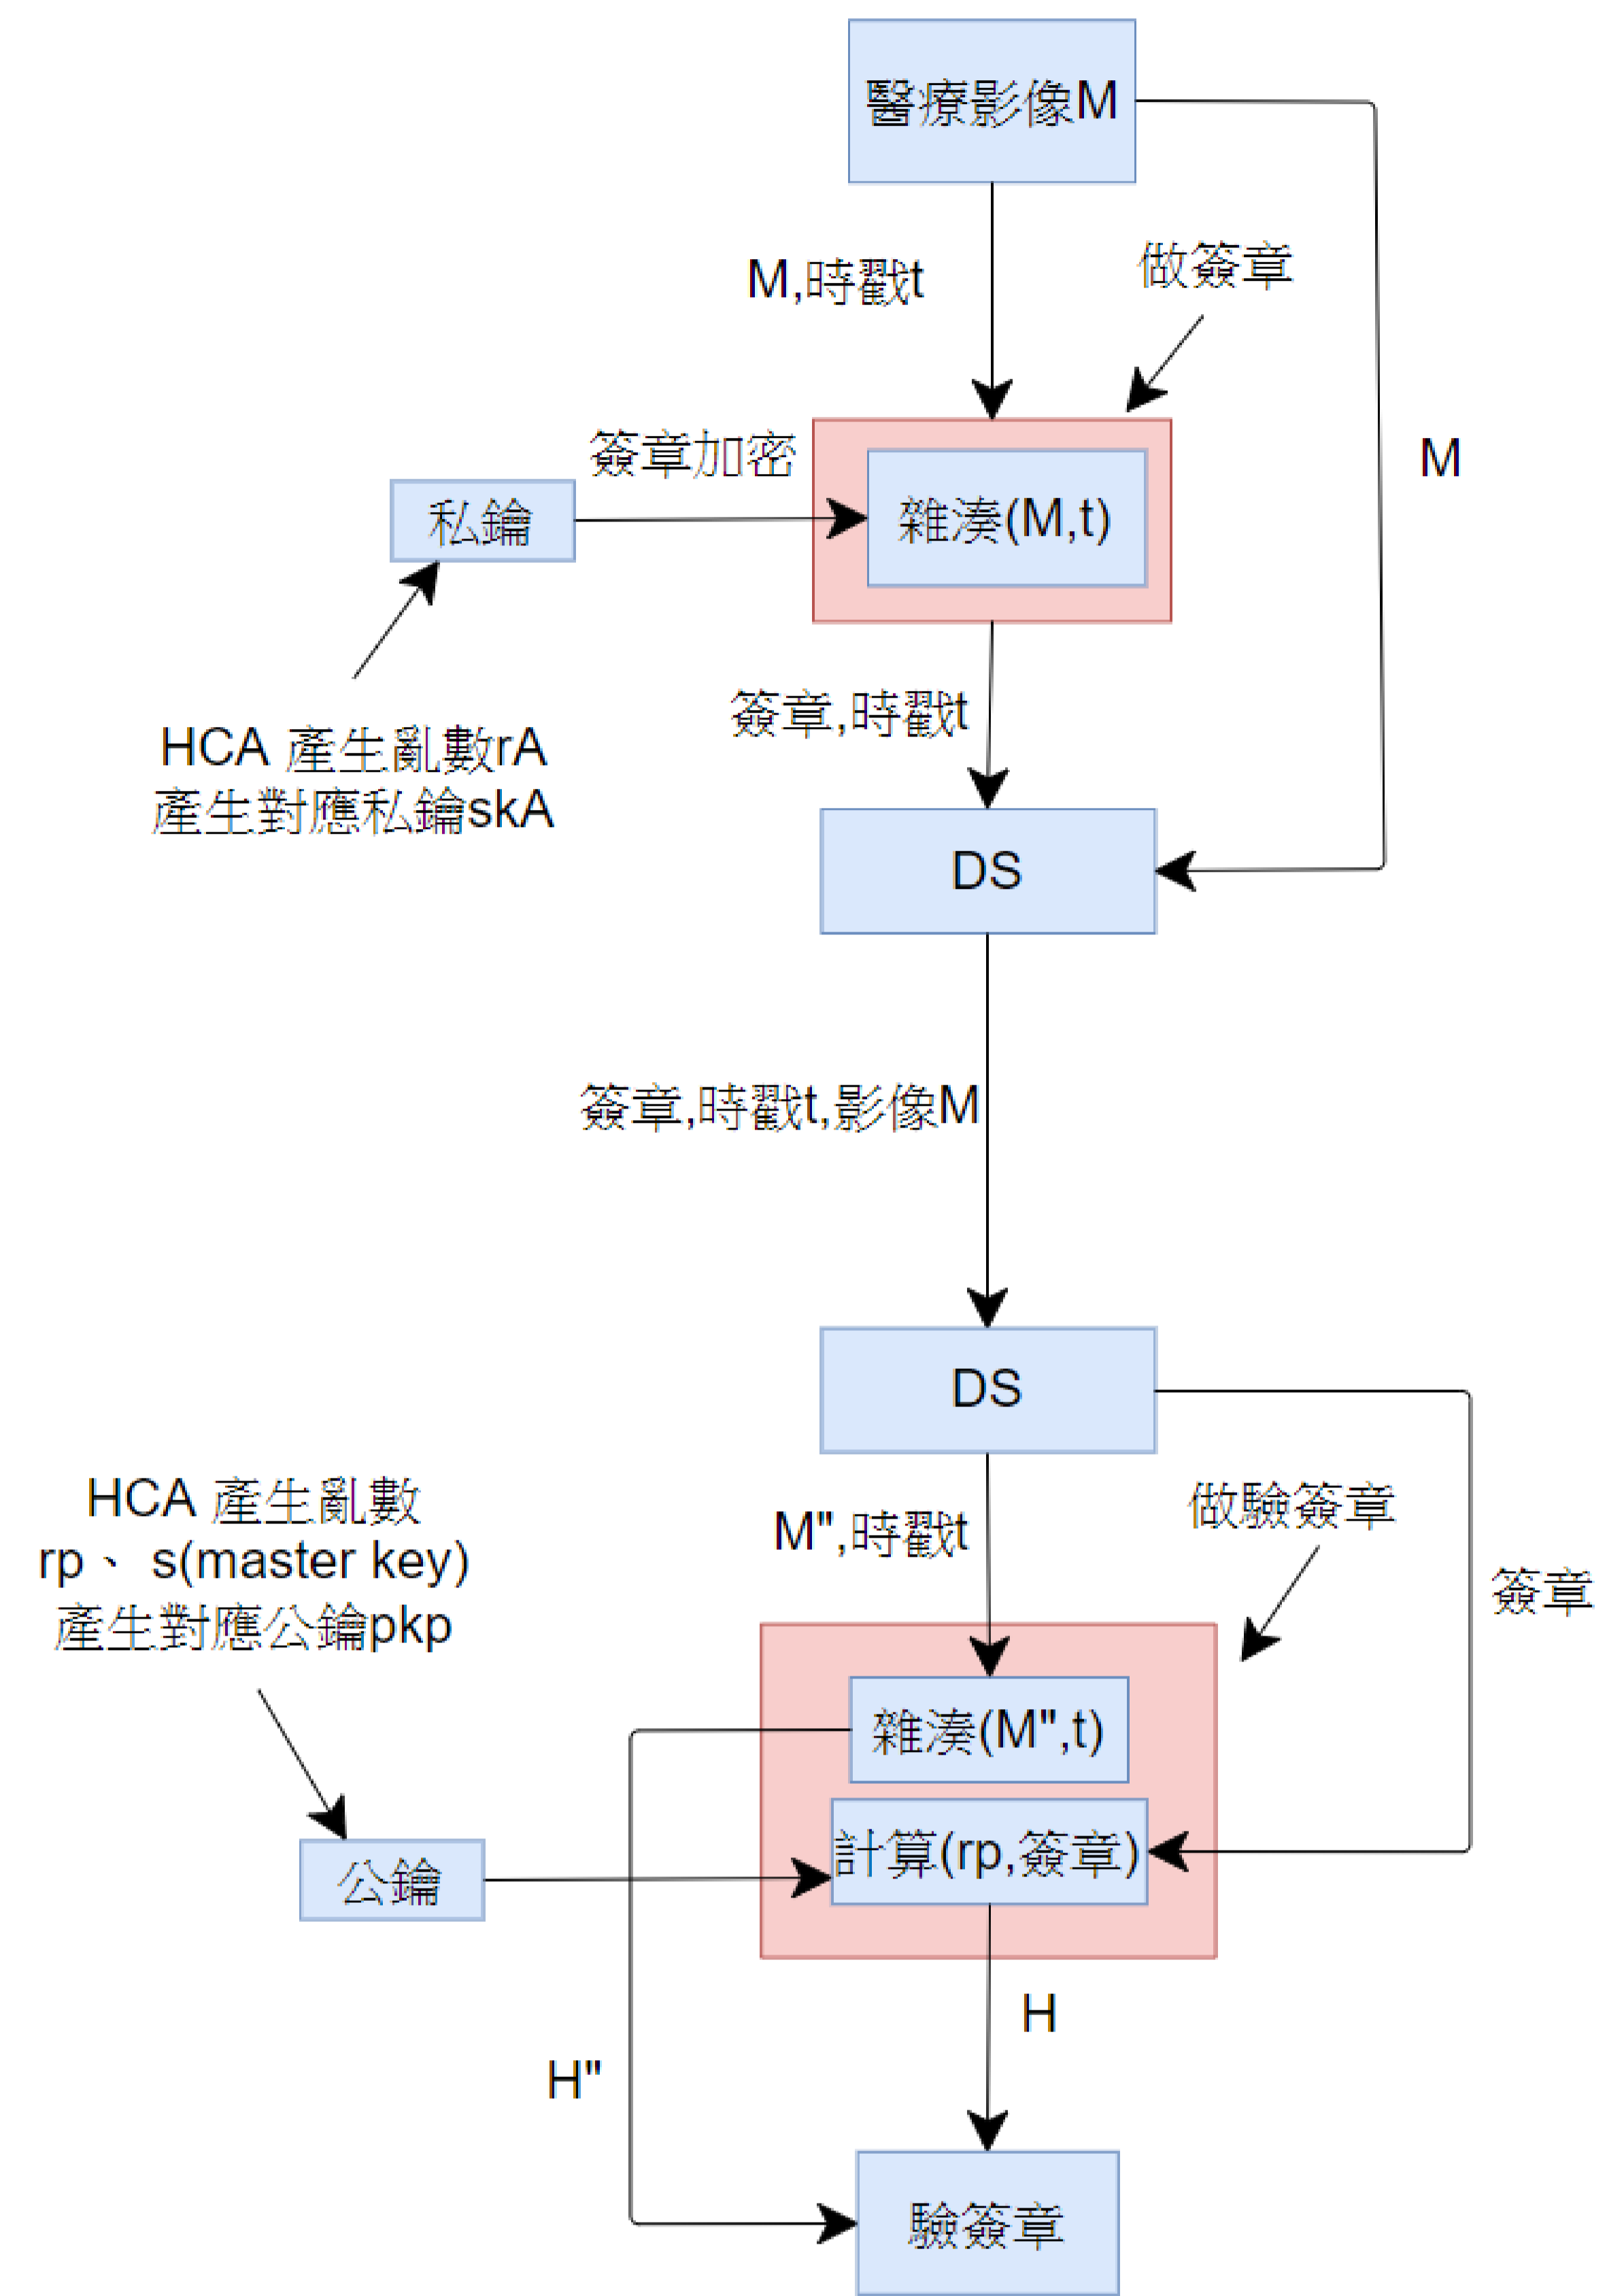 醫療影像M
M,時戳t
做簽章
M
簽章加密
私鑰
雜湊(M,t)
簽章,時戳t
HCA 產生亂數rA
產生對應私鑰skA
DS
簽章,時戳t,影像M
DS
HCA 產生亂數
rp、 s(master key)
產生對應公鑰pkp
M",時戳t
做驗簽章
簽章
雜湊(M",t)
計算(rp,簽章)
公鑰
H
H"
驗簽章